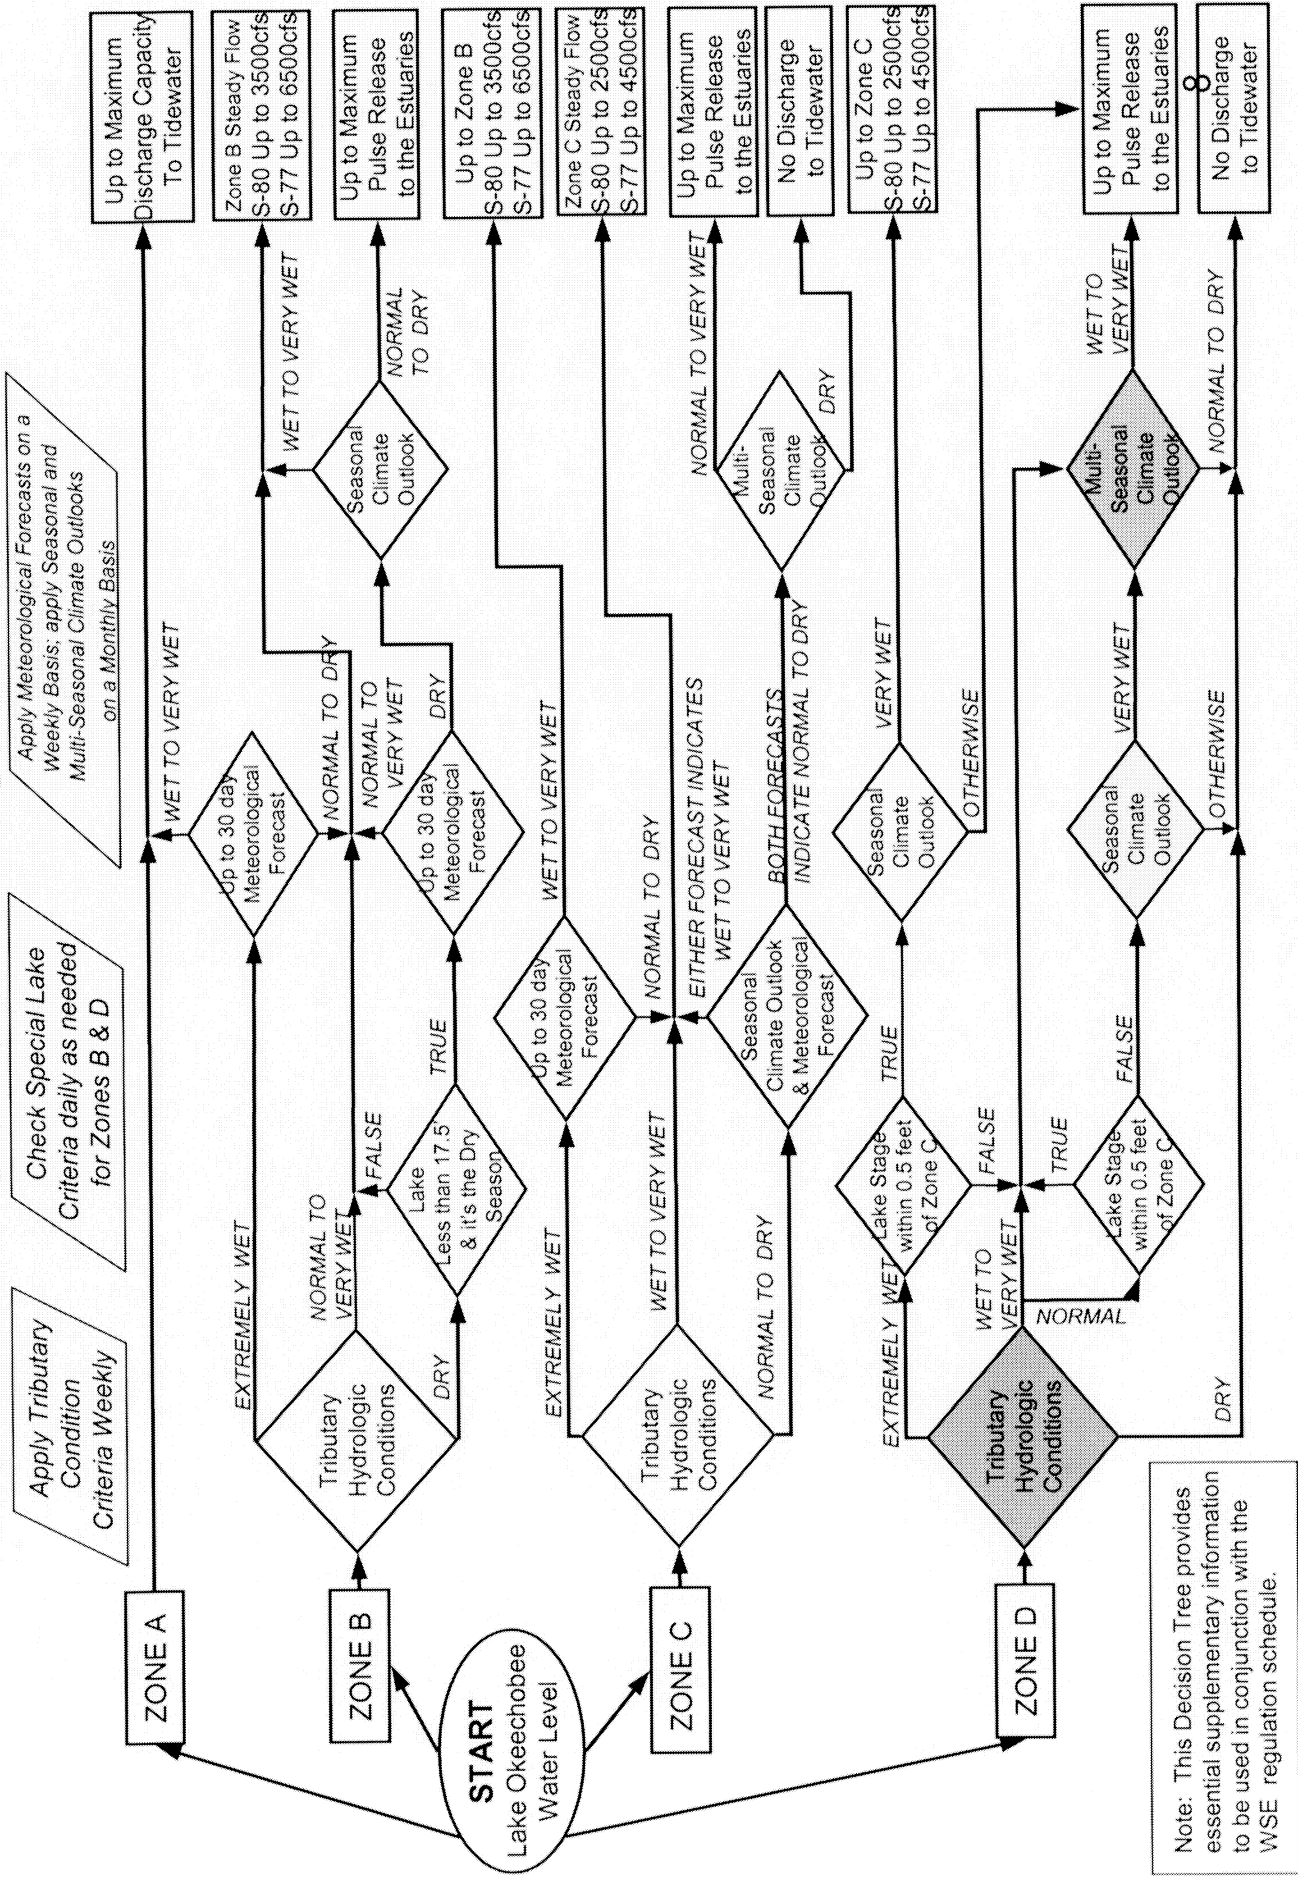 Apply Tributary
Condition
Criteria Weekly
Check Special Lake
Criteria daily as needed
for Zones B & D
Apply Meteorological Forecasts on a
Weekly Basis; apply Seasonal and
Multi-Seasonal Climate Outlooks
on a Monthly Basis
START
Lake Okeechobee
Water Level
ZONE A
WET TO VERY WET
Up to Maximum
Discharge Capacity
To Tidewater
ZONE B
Tributary
Hydrologic
Conditions
EXTREMELY WET
Up to 30 day
Meteorological
Forecast
NORMAL TO DRY
NORMAL TO
VERY WET
DRY
Lake
Less than 17.5'
& it's the Dry
Season
FALSE
TRUE
Up to 30 day
Meteorological
Forecast
NORMAL TO
VERY WET
DRY
Seasonal
Climate
Outlook
WET TO VERY WET
NORMAL
TO DRY
Zone B Steady Flow
S-80 Up to 3500cfs
S-77 Up to 6500cfs
Up to Maximum
Pulse Release
to the Estuaries
ZONE C
Tributary
Hydrologic
Conditions
EXTREMELY WET
WET TO VERY WET
NORMAL TO DRY
Up to 30 day
Meteorological
Forecast
WET TO VERY WET
NORMAL TO DRY
Seasonal
Climate Outlook
& Meteorological
Forecast
EITHER FORECAST INDICATES
WET TO VERY WET
BOTH FORECASTS
INDICATE NORMAL TO DRY
Multi-
Seasonal
Climate
Outlook
NORMAL TO VERY WET
DRY
Up to Zone B
S-80 Up to 3500cfs
S-77 Up to 6500cfs
Zone C Steady Flow
S-80 Up to 2500cfs
S-77 Up to 4500cfs
Up to Maximum
Pulse Release
to the Estuaries
No Discharge
to Tidewater
ZONE D
Tributary
Hydrologic
Conditions
EXTREMELY WET
WET TO
VERY WET
NORMAL
DRY
Lake Stage
within 0.5 feet
of Zone C
TRUE
FALSE
Lake Stage
within 0.5 feet
of Zone C
TRUE
FALSE
Seasonal
Climate
Outlook
VERY WET
OTHERWISE
Seasonal
Climate
Outlook
VERY WET
OTHERWISE
Multi-
Seasonal
Climate
Outlook
WET TO
VERY WET
NORMAL TO DRY
Up to Zone C
S-80 Up to 2500cfs
S-77 Up to 4500cfs
Up to Maximum
Pulse Release
to the Estuaries
8
No Discharge
to Tidewater
Note: This Decision Tree provides
essential supplementary information
to be used in conjunction with the
WSE regulation schedule.